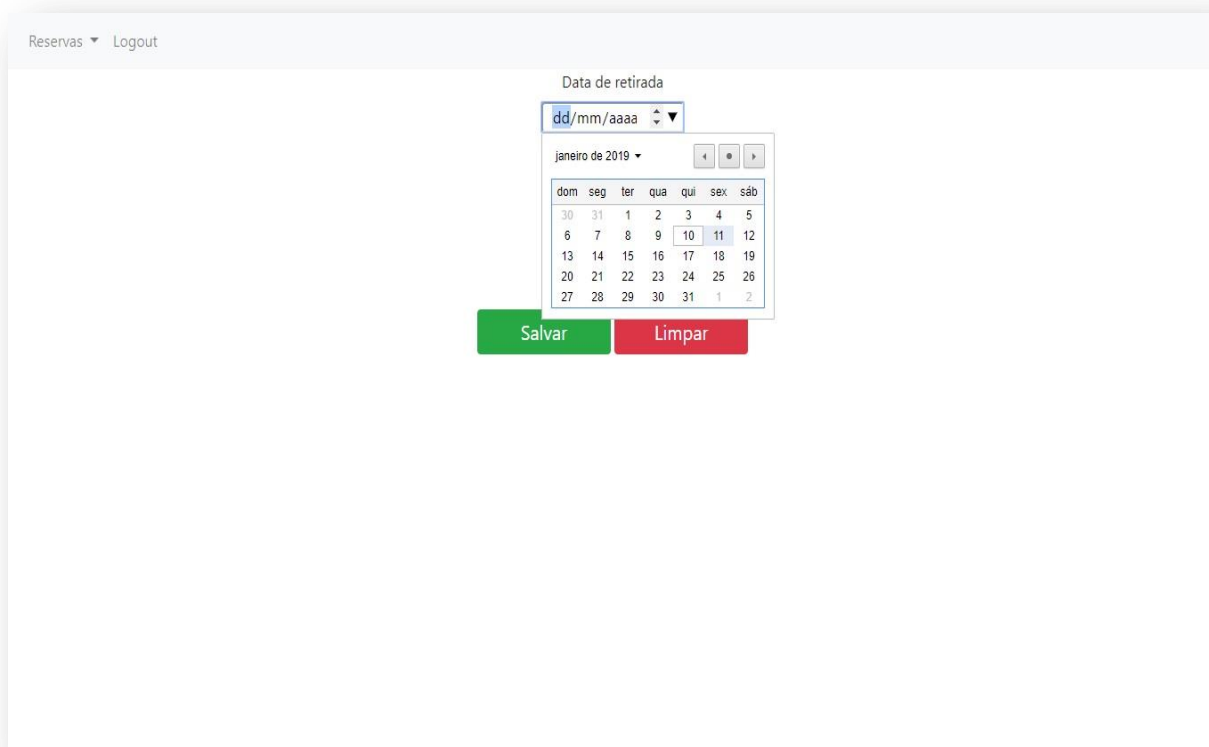 Reservas Logout
Data de retirada
dd/mm/aaaa
janeiro de 2019
dom seg ter qua qui sex sáb
30 31 1 2 3 4 5
6 7 8 9 10 11 12
13 14 15 16 17 18 19
20 21 22 23 24 25 26
27 28 29 30 31 1 2
Salvar Limpar